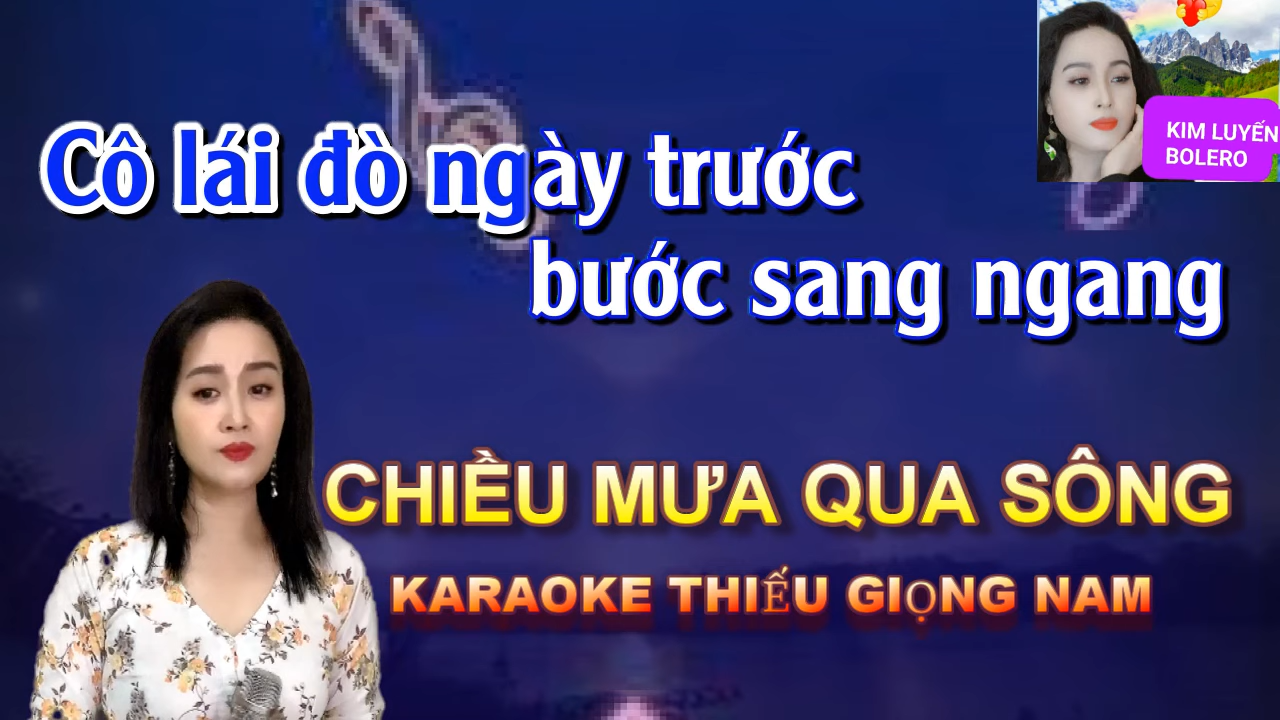 KIM LUYẾN
BOLERO
Cô lái đò ngày trước
bước sang ngang
CHIỀU MƯA QUA SÔNG
KARAOKE THIẾU GIỌNG NAM